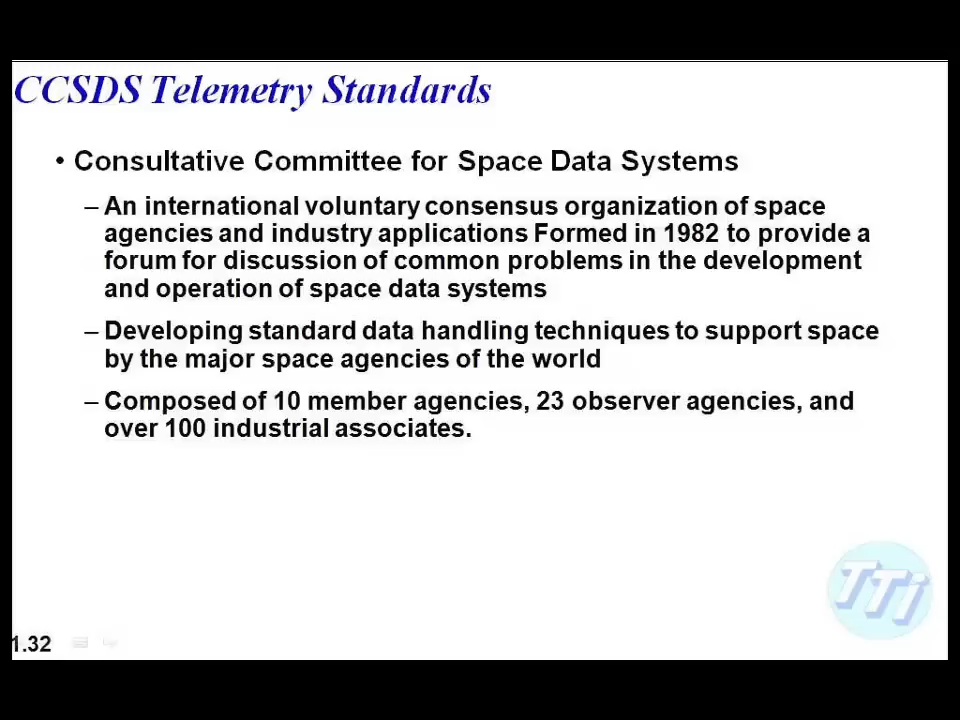 CCSDS Telemetry Standards
• Consultative Committee for Space Data Systems
– An international voluntary consensus organization of space
agencies and industry applications Formed in 1982 to provide a
forum for discussion of common problems in the development
and operation of space data systems
– Developing standard data handling techniques to support space
by the major space agencies of the world
– Composed of 10 member agencies, 23 observer agencies, and
over 100 industrial associates.
TTi
1.32